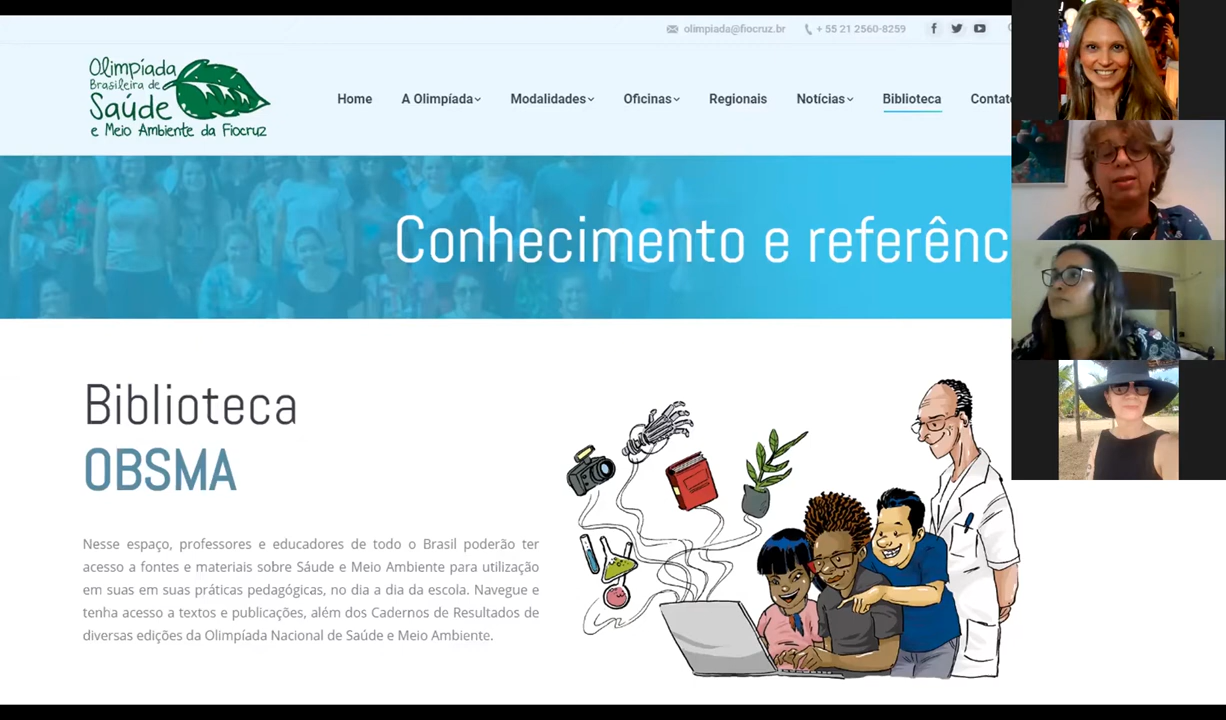 olimpiada@fiocruz.br + 55 21 2560-8259
Olimpíada
Brasileira de
Saúde
e Meio Ambiente da Fiocruz
Home A Olimpíada Modalidades Oficinas Regionais Notícias Biblioteca Contato
Conhecimento e referênc
Biblioteca
OBSMA
Nesse espaço, professores e educadores de todo o Brasil poderão ter
acesso a fontes e materiais sobre Sáude e Meio Ambiente para utilização
em suas em suas práticas pedagógicas, no dia a dia da escola. Navegue e
tenha acesso a textos e publicações, além dos Cadernos de Resultados de
diversas edições da Olimpíada Nacional de Saúde e Meio Ambiente.